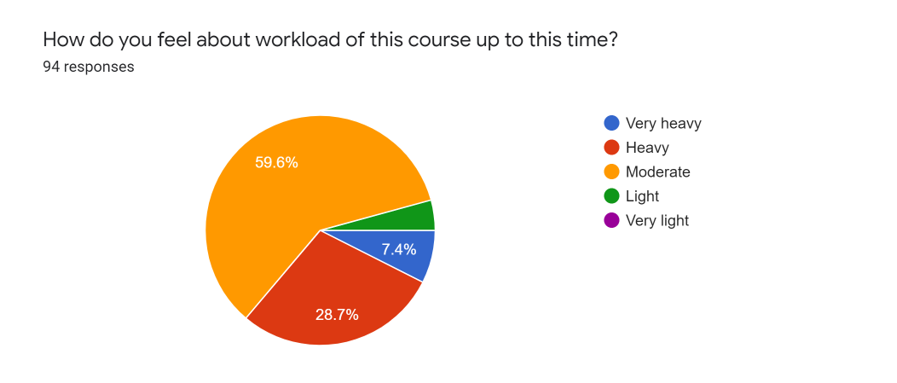 How do you feel about workload of this course up to this time?
94 responses
59.6%
7.4%
28.7%
Very heavy
Heavy
Moderate
Light
Very light